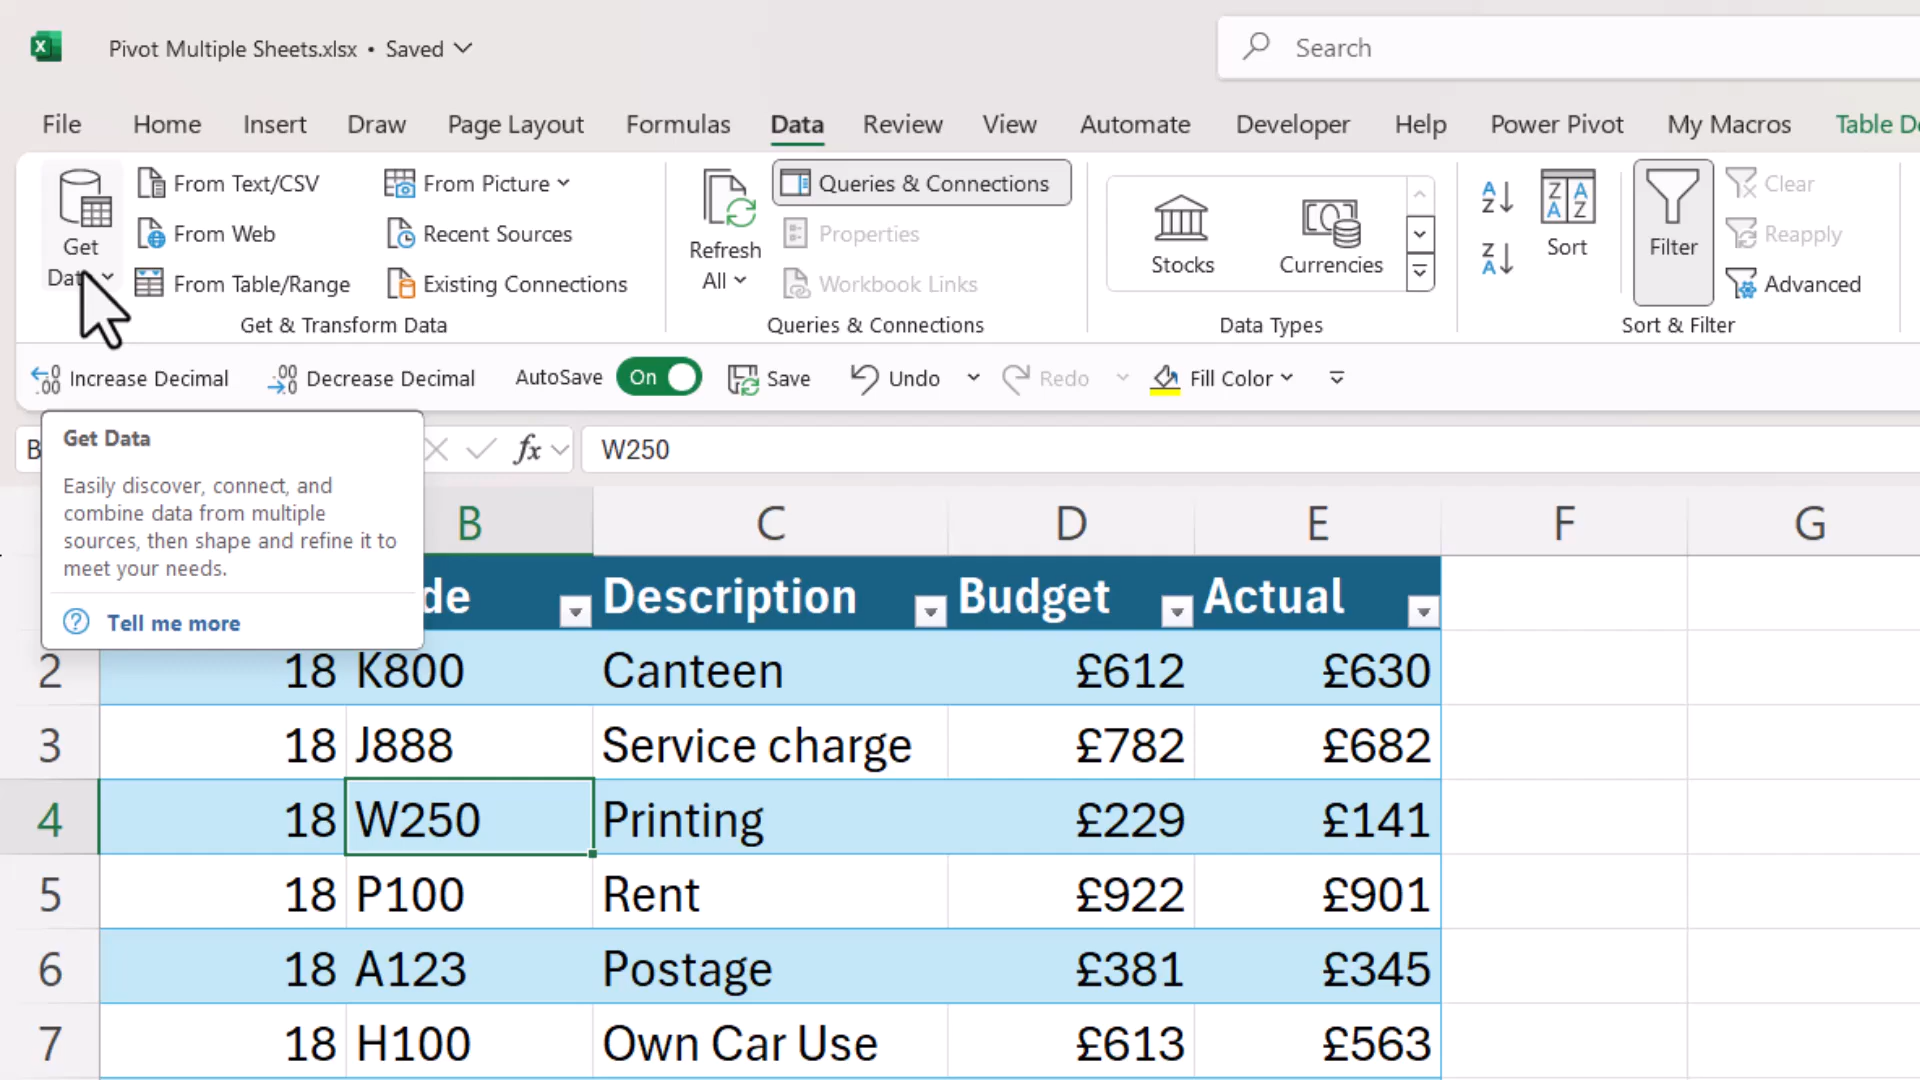 Pivot Multiple Sheets.xlsx • Saved
Search
File Home Insert Draw Page Layout Formulas Data Review View Automate Developer Help Power Pivot My Macros Table
Get
From Text/CSV
From Web
From Table/Range
From Picture
Recent Sources
Existing Connections
Get & Transform Data
Refresh
All
Queries & Connections
Properties
Workbook Links
Queries & Connections
Stocks
Currencies
Data Types
Sort
Filter
Clear
Reapply
Advanced
Sort & Filter
Increase Decimal Decrease Decimal AutoSave On Save Undo Redo Fill Color
B fx W250
Get Data
Easily discover, connect, and
combine data from multiple
sources, then shape and refine it to
meet your needs.
Tell me more
B C D E F G
de Description Budget Actual
2 18 K800 Canteen £612 £630
3 18 J888 Service charge £782 £682
4 18 W250 Printing £229 £141
5 18 P100 Rent £922 £901
6 18 A123 Postage £381 £345
7 18 H100 Own Car Use £613 £563